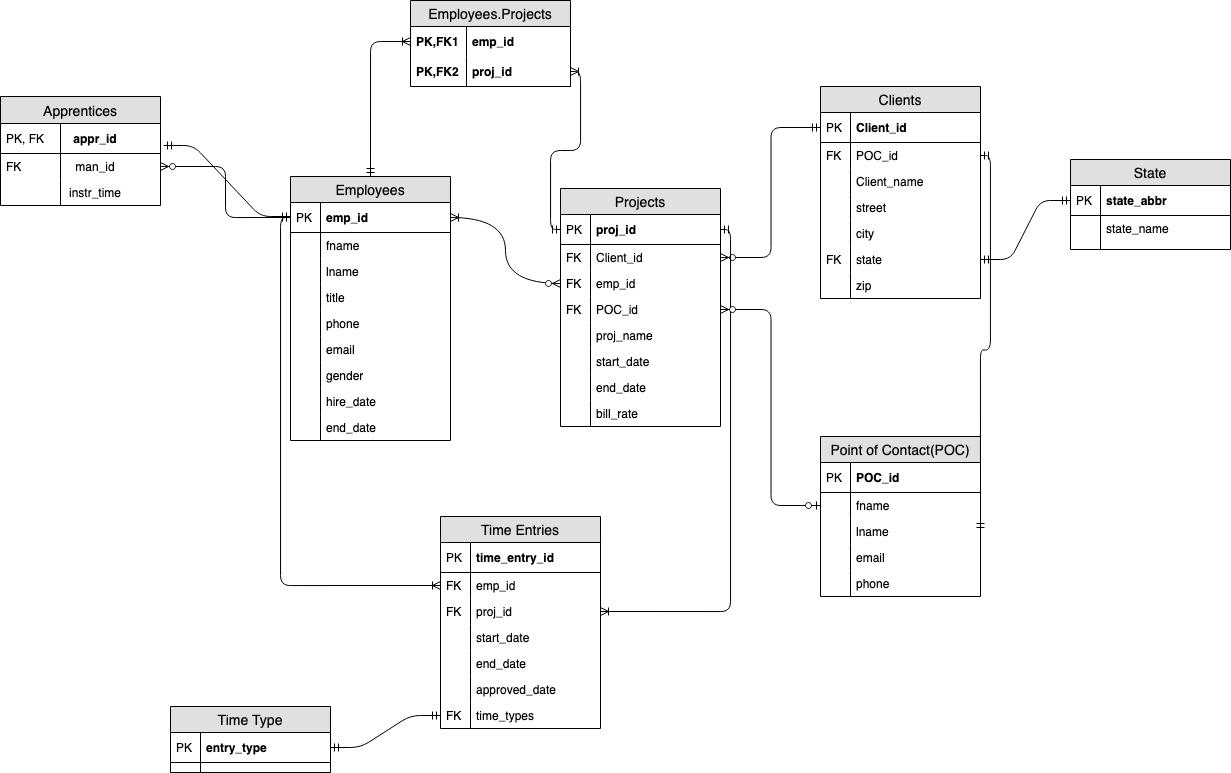 Employees.Projects
PK,FK1 emp_id
PK,FK2 proj_id
Apprentices
PK, FK appr_id
FK man_id
instr_time
Employees
PK emp_id
fname
lname
title
phone
email
gender
hire_date
end_date
Projects
PK proj_id
FK Client_id
FK emp_id
FK POC_id
proj_name
start_date
end_date
bill_rate
Clients
PK Client_id
FK POC_id
Client_name
street
city
FK state
zip
State
PK state_abbr
state_name
Point of Contact(POC)
PK POC_id
fname
lname
email
phone
Time Entries
PK time_entry_id
FK emp_id
FK proj_id
start_date
end_date
approved_date
FK time_types
Time Type
PK entry_type